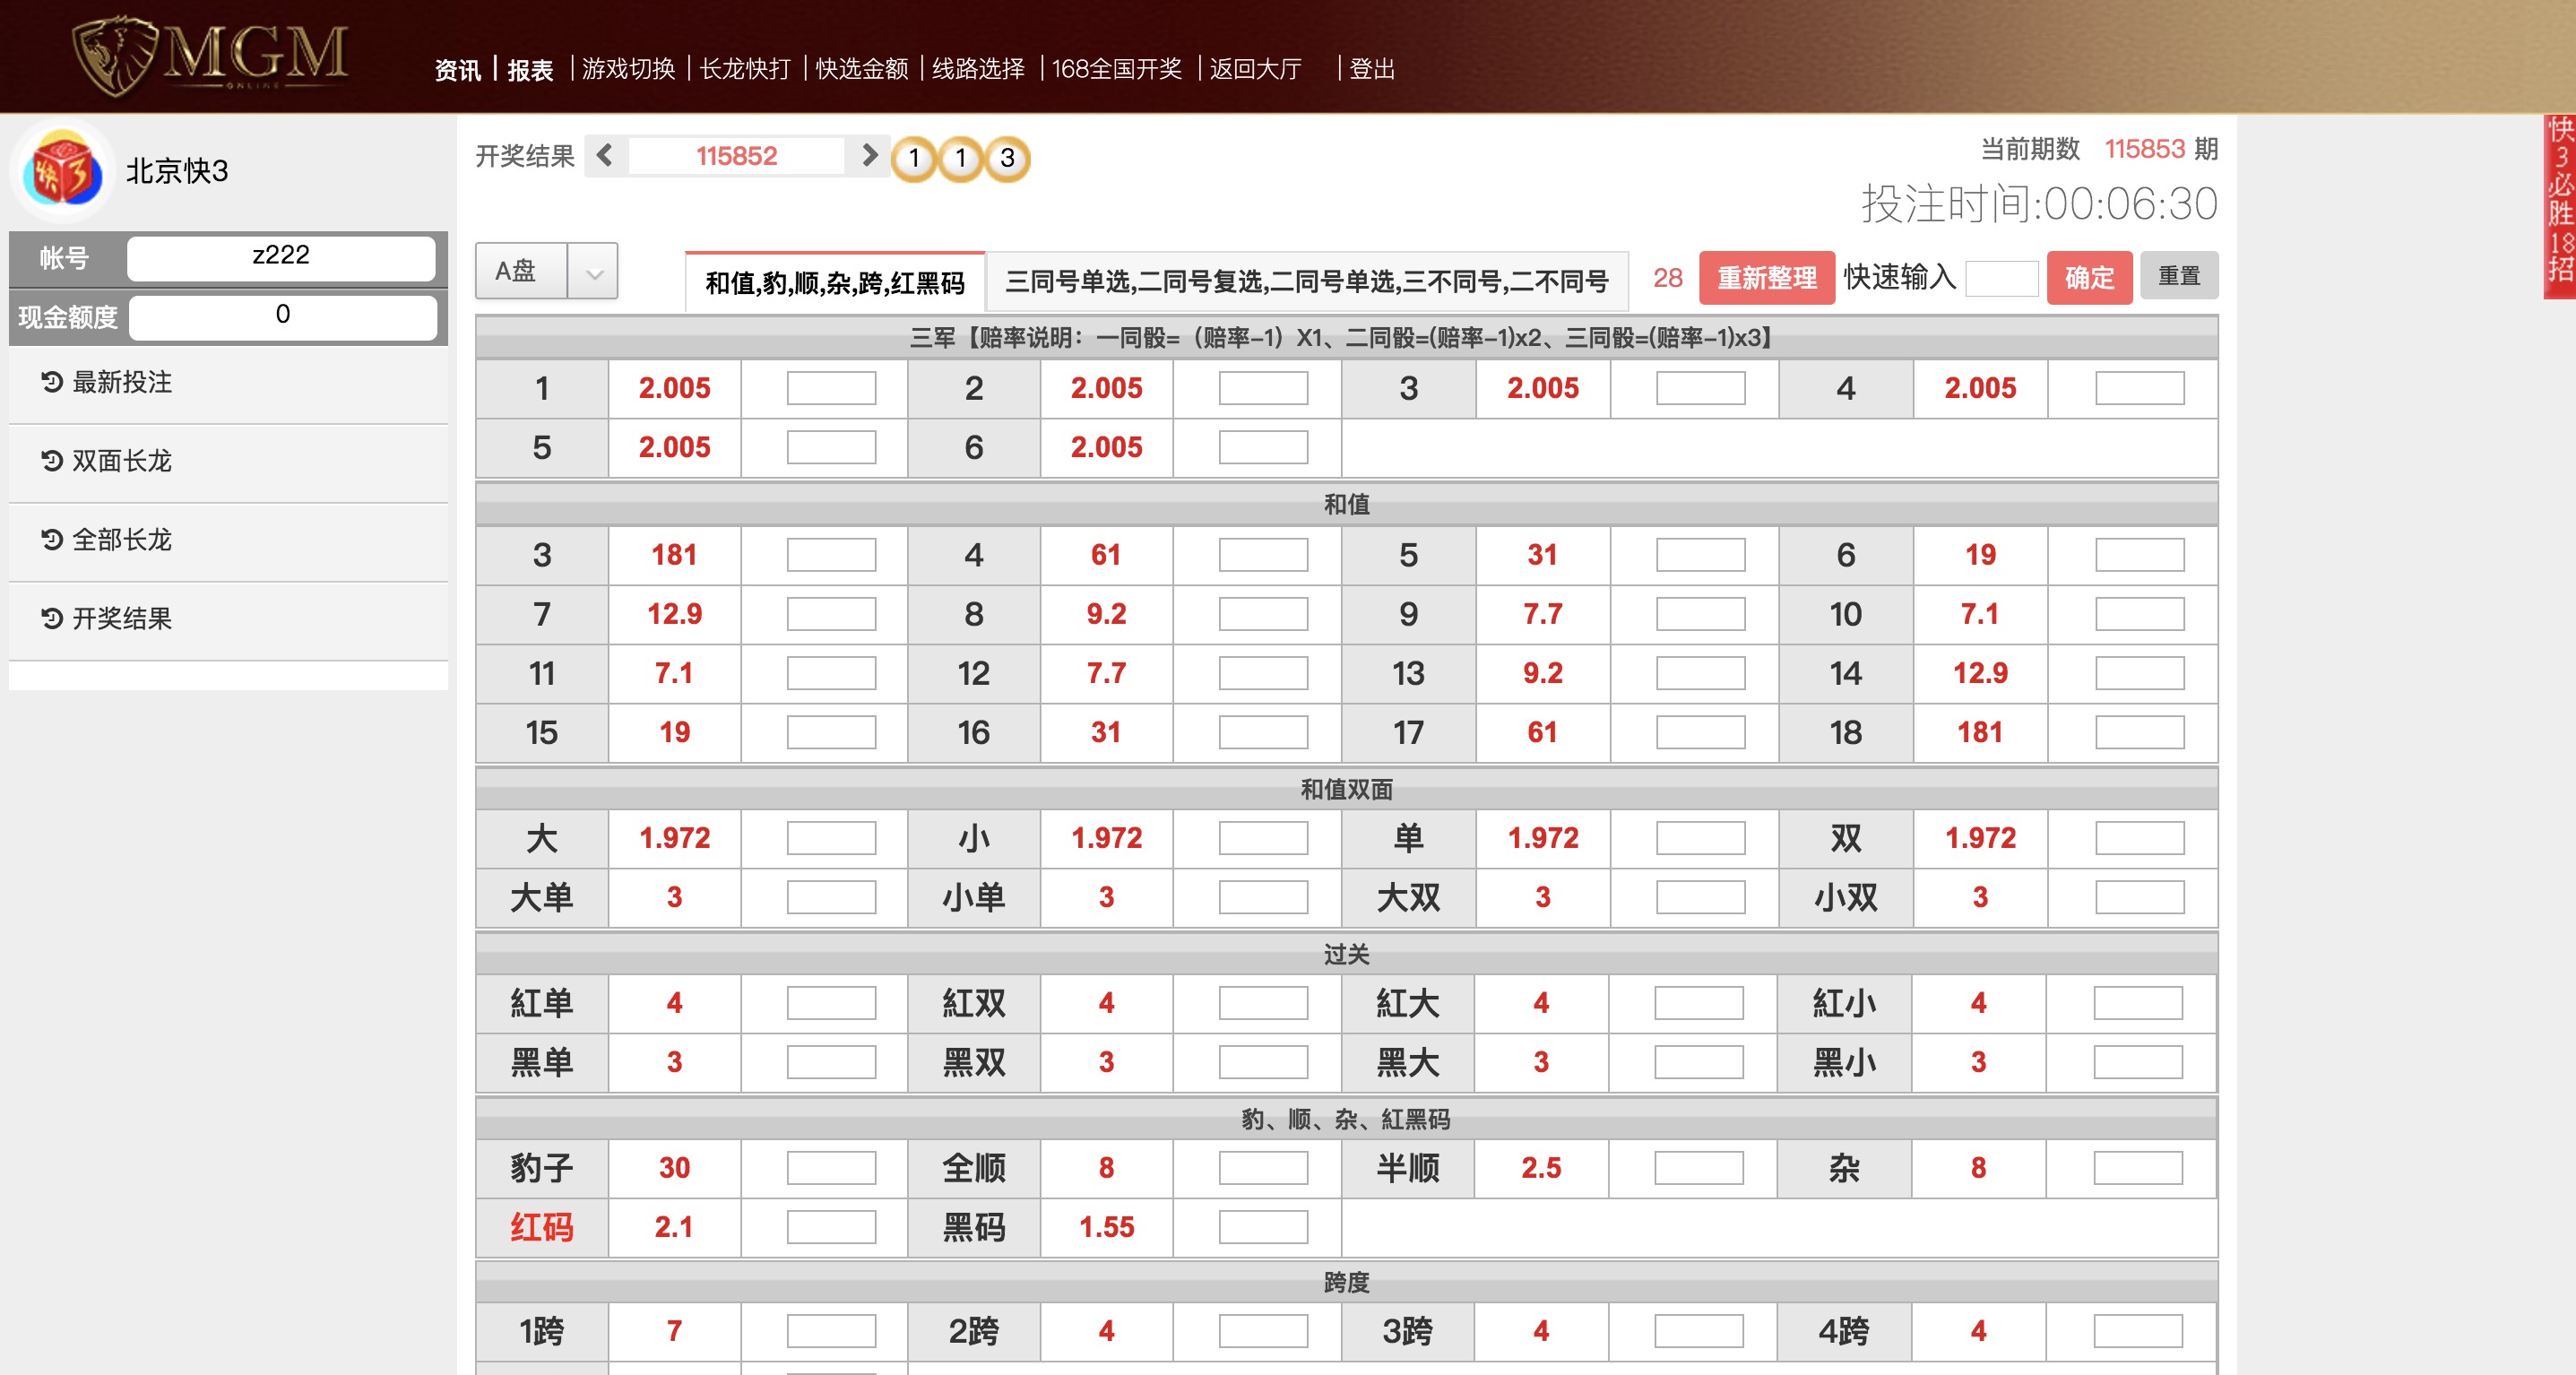 MGM
ONLINE
资讯 | 报表 | 游戏切换 | 长龙快打 | 快选金额 | 线路选择 | 168全国开奖 | 返回大厅 | 登出
快3
北京快3
帐号 z222
现金额度 0
最新投注
双面长龙
全部长龙
开奖结果
开奖结果 115852 1 1 3
当前期数 115853 期
投注时间:00:06:30
A盘 和值,豹,顺,杂,跨,红黑码 三同号单选,二同号复选,二同号单选,三不同号,二不同号 28 重新整理 快速输入 确定 重置
三军【赔率说明：一同骰=（赔率-1）X1、二同骰=(赔率-1)x2、三同骰=(赔率-1)x3】
1 2.005 2 2.005 3 2.005 4 2.005
5 2.005 6 2.005
和值
3 181 4 61 5 31 6 19
7 12.9 8 9.2 9 7.7 10 7.1
11 7.1 12 7.7 13 9.2 14 12.9
15 19 16 31 17 61 18 181
和值双面
大 1.972 小 1.972 单 1.972 双 1.972
大单 3 小单 3 大双 3 小双 3
过关
紅单 4 紅双 4 紅大 4 紅小 4
黑单 3 黑双 3 黑大 3 黑小 3
豹、顺、杂、紅黑码
豹子 30 全顺 8 半顺 2.5 杂 8
红码 2.1 黑码 1.55
跨度
1跨 7 2跨 4 3跨 4 4跨 4
快3必胜18招